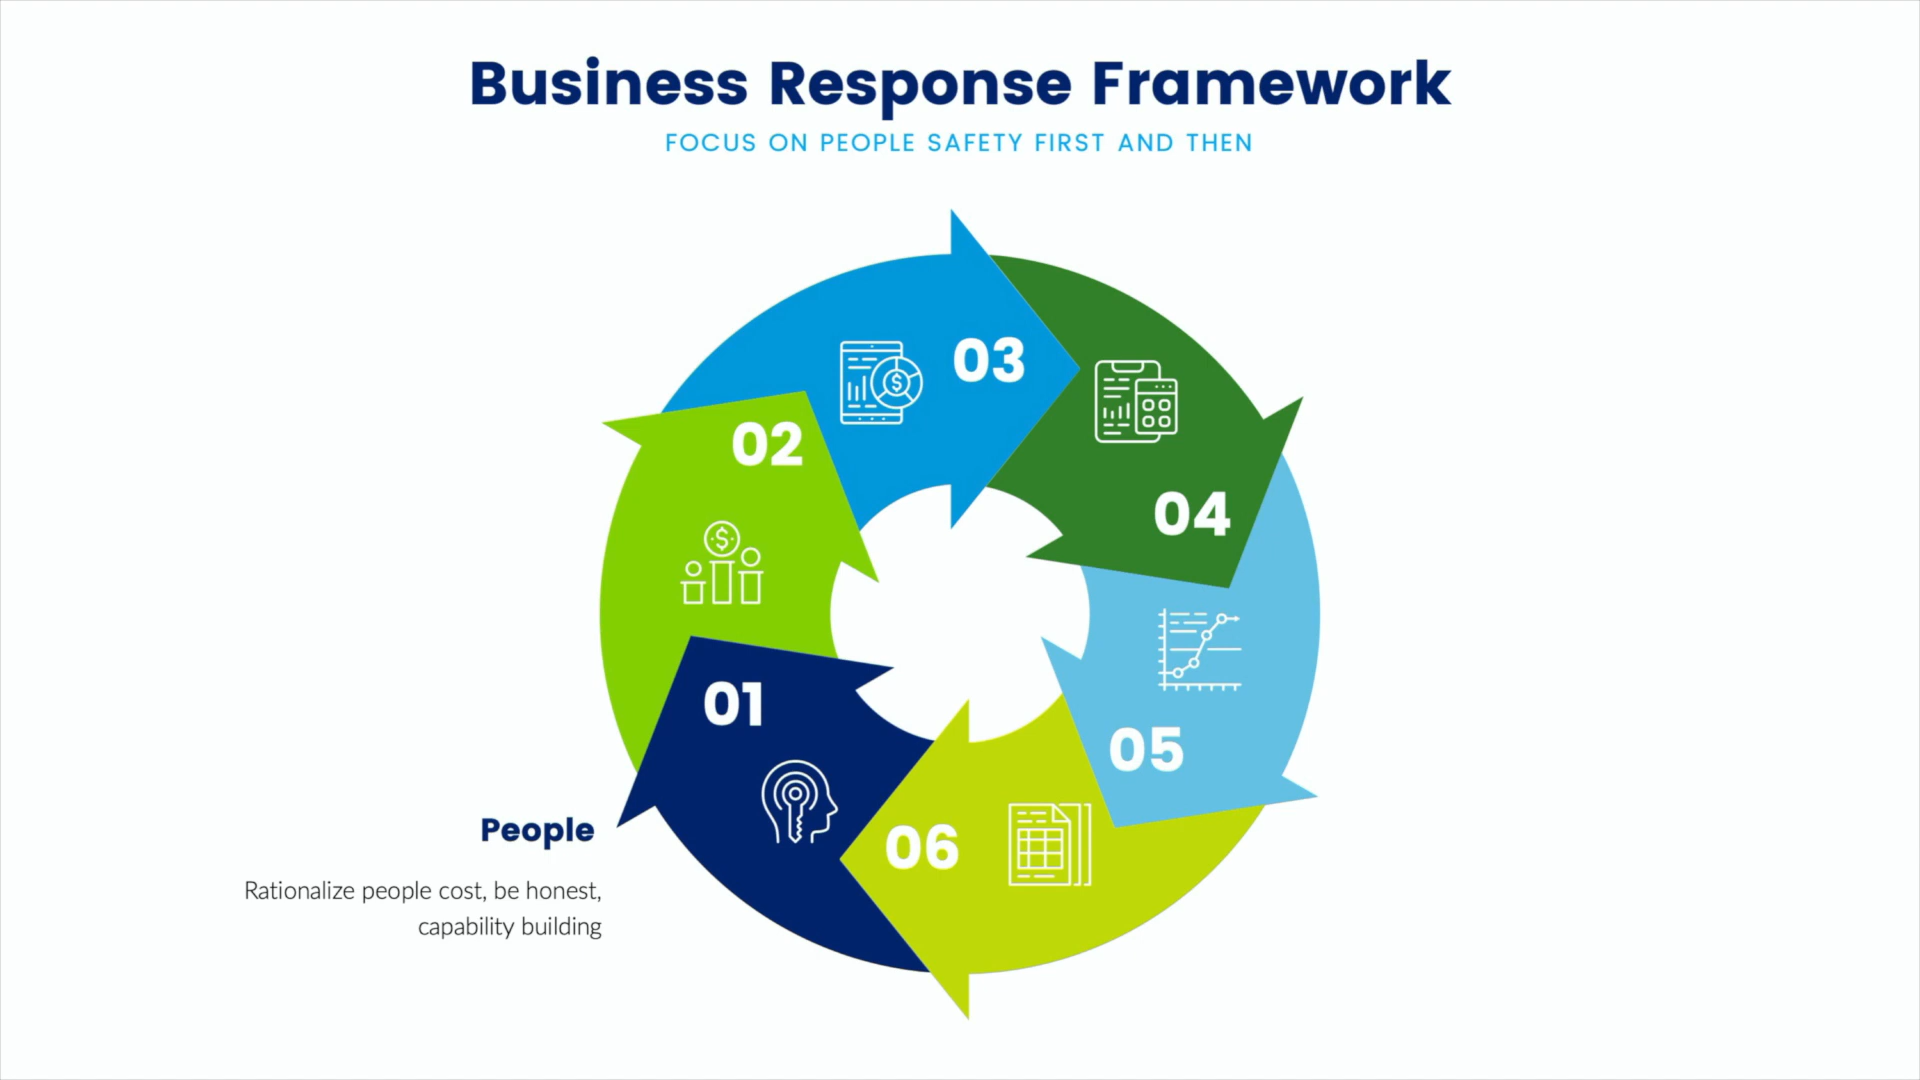 Business Response Framework
FOCUS ON PEOPLE SAFETY FIRST AND THEN
03
04
02
01
05
06
People
Rationalize people cost, be honest,
capability building